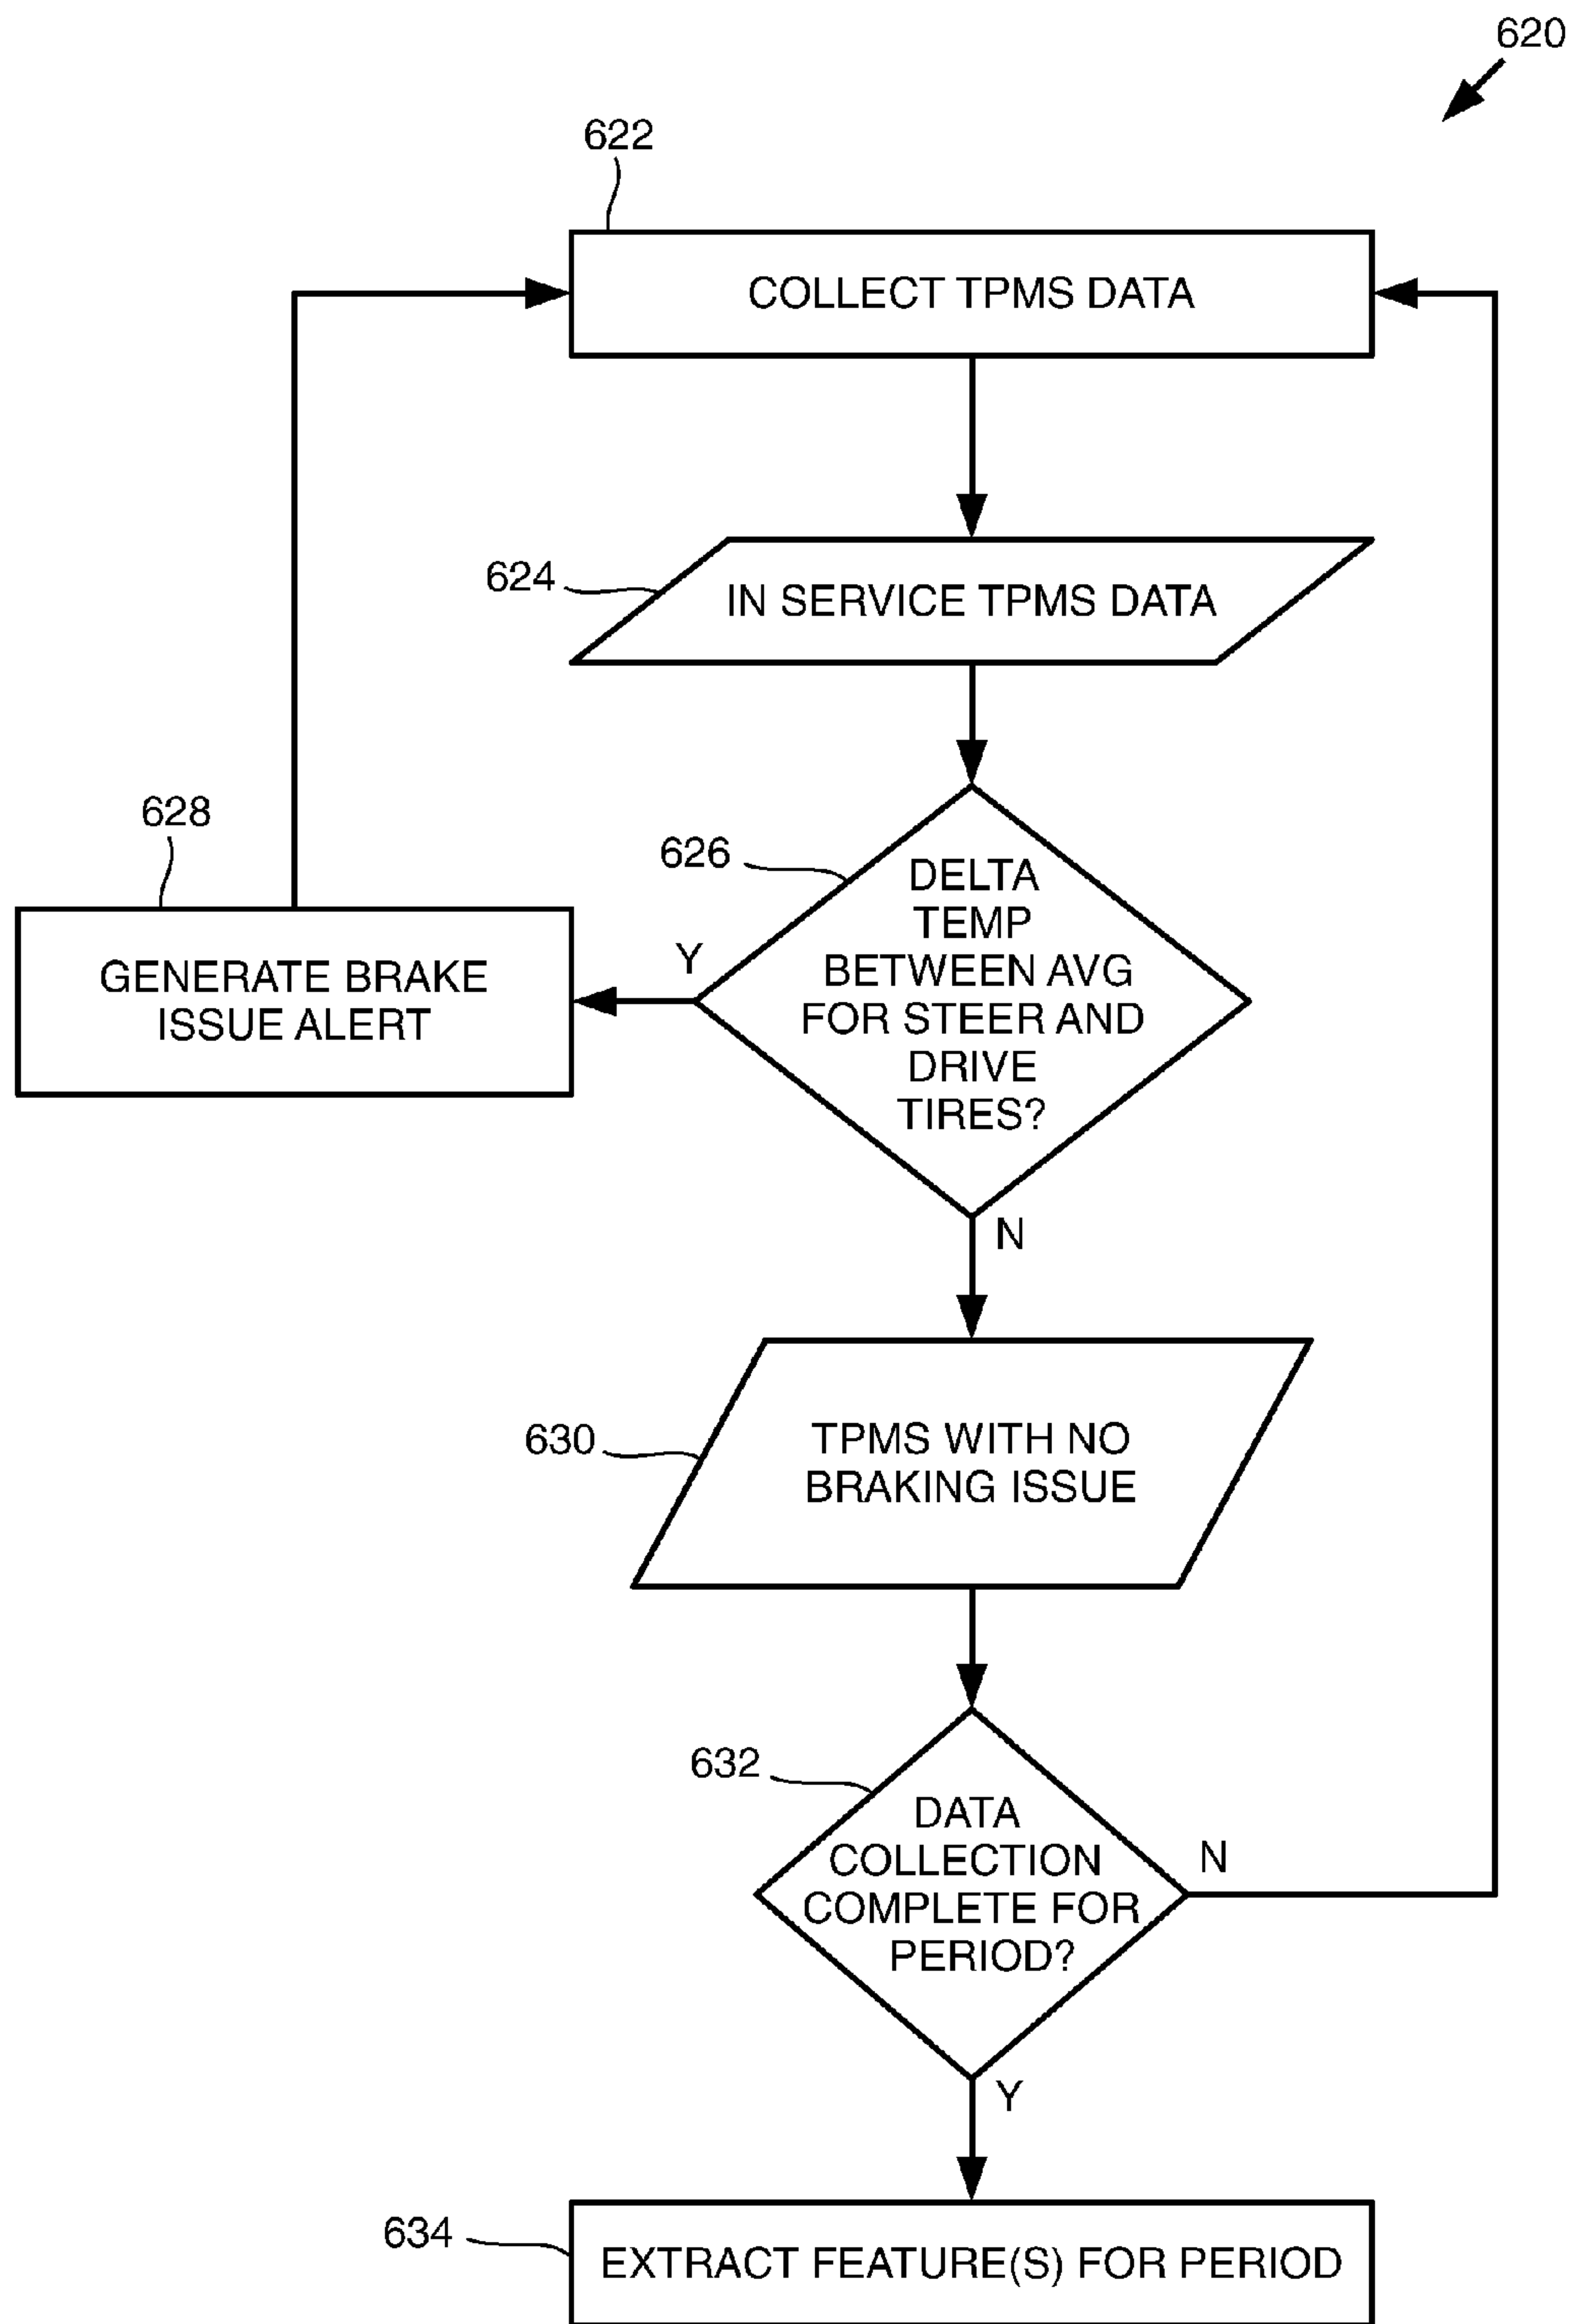 620
622
COLLECT TPMS DATA
624
IN SERVICE TPMS DATA
626
DELTA
TEMP
BETWEEN AVG
FOR STEER AND
DRIVE
TIRES?
Y
628
GENERATE BRAKE
ISSUE ALERT
N
630
TPMS WITH NO
BRAKING ISSUE
632
DATA
COLLECTION
COMPLETE FOR
PERIOD?
N
Y
634
EXTRACT FEATURE(S) FOR PERIOD